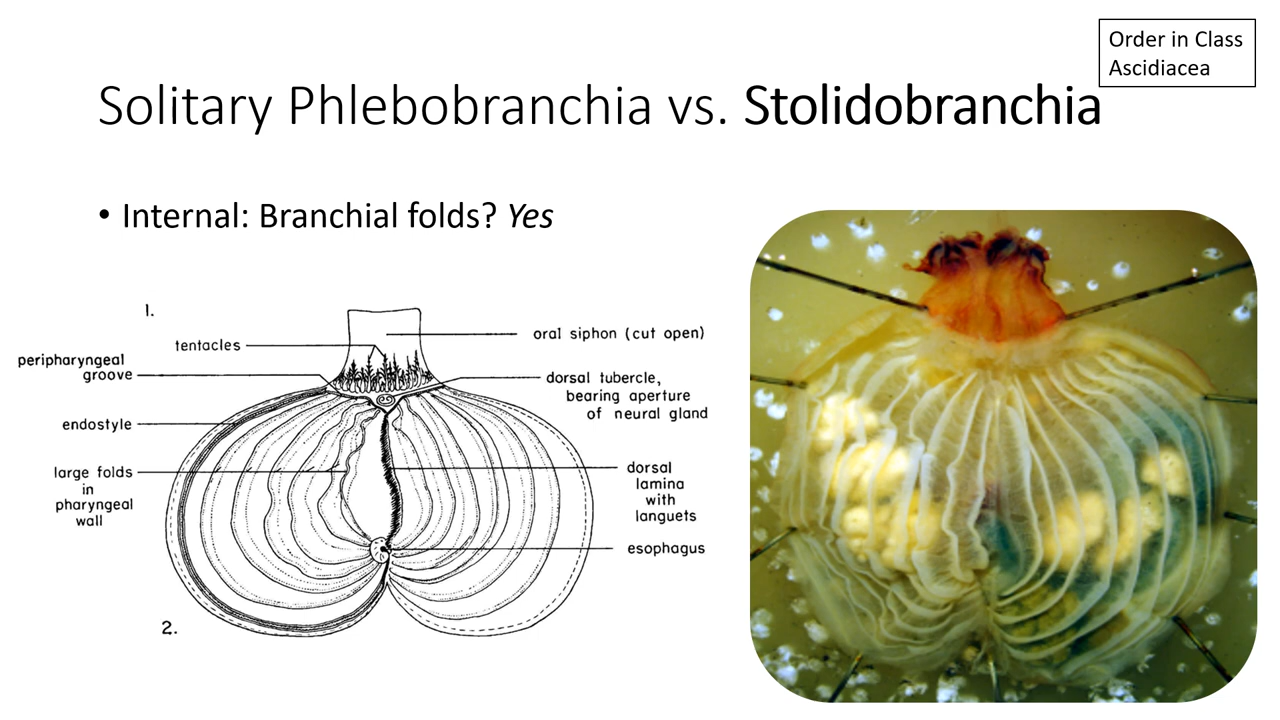 Order in Class
Ascidiacea
Solitary Phlebobranchia vs. Stolidobranchia
• Internal: Branchial folds? Yes
1.
tentacles
oral siphon (cut open)
peripharyngeal
groove
dorsal tubercle,
bearing aperture
of neural gland
endostyle
large folds
in
pharyngeal
wall
dorsal
lamina
with
languets
esophagus
2.